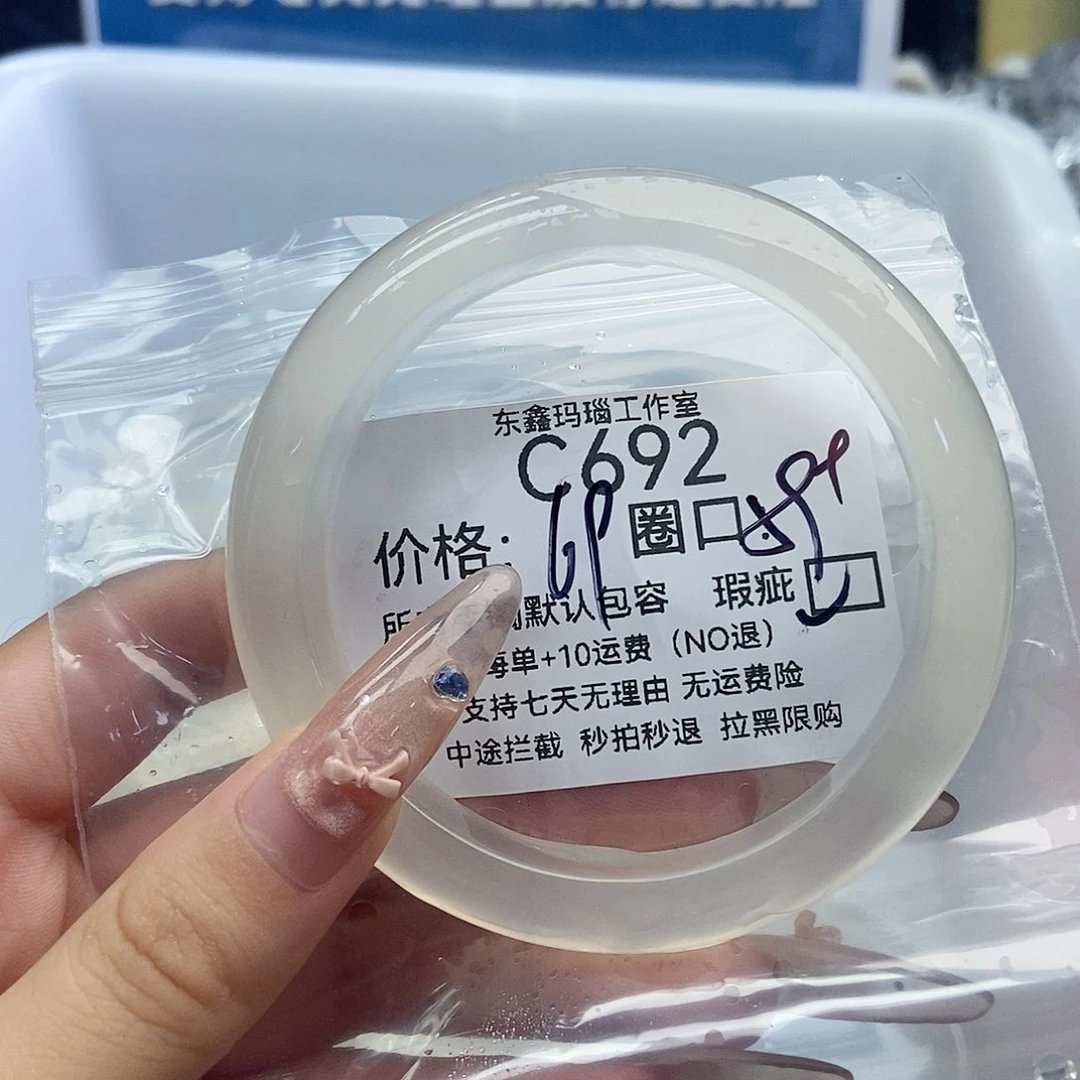 东鑫玛瑙工作室
C692
价格: 69 圈口
默认包容 瑕疵
每单+10运费（NO退）
支持七天无理由 无运费险
中途拦截 秒拍秒退 拉黑限购